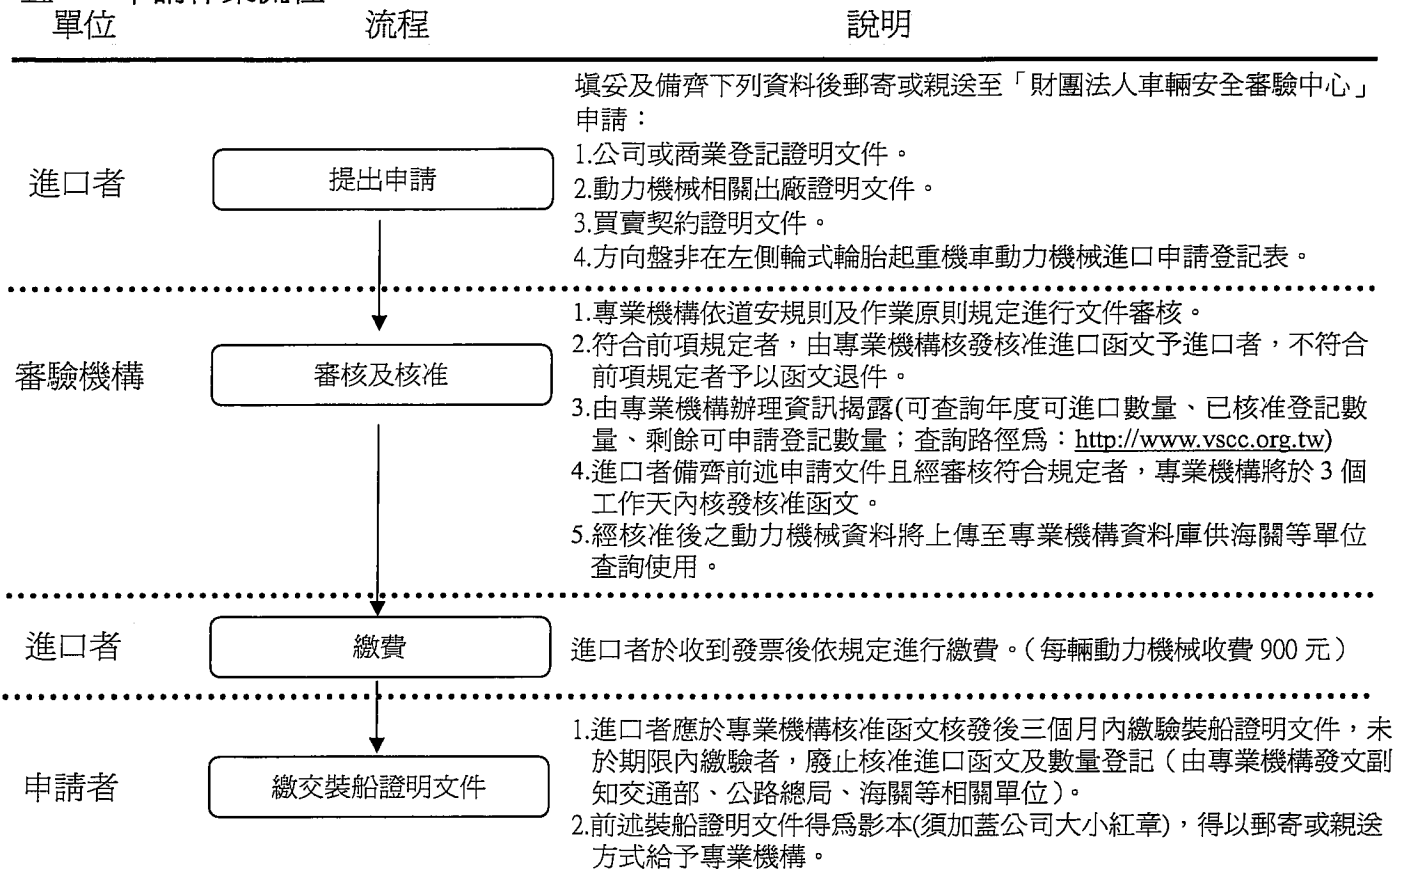 單位
流程
說明
進口者
提出申請
填妥及備齊下列資料後郵寄或親送至「財團法人車輛安全審驗中心」
申請：
1.公司或商業登記證明文件。
2.動力機械相關出廠證明文件。
3.買賣契約證明文件。
4.方向盤非在左側輪式輪胎起重機車動力機械進口申請登記表。
審驗機構
審核及核准
1.專業機構依道安規則及作業原則規定進行文件審核。
2.符合前項規定者，由專業機構核發核准進口函文予進口者，不符合
前項規定者予以函文退件。
3.由專業機構辦理資訊揭露(可查詢年度可進口數量、已核准登記數
量、剩餘可申請登記數量；查詢路徑為：http://www.vscc.org.tw)
4.進口者備齊前述申請文件且經審核符合規定者，專業機構將於 3 個
工作天內核發核准函文。
5.經核准後之動力機械資料將上傳至專業機構資料庫供海關等單位
查詢使用。
進口者
繳費
進口者於收到發票後依規定進行繳費。（每輛動力機械收費 900 元）
申請者
繳交裝船證明文件
1.進口者應於專業機構核准函文核發後三個月內繳驗裝船證明文件，未
於期限內繳驗者，廢止核准進口函文及數量登記（由專業機構發文副
知交通部、公路總局、海關等相關單位）。
2.前述裝船證明文件得為影本(須加蓋公司大小紅章)，得以郵寄或親送
方式給予專業機構。